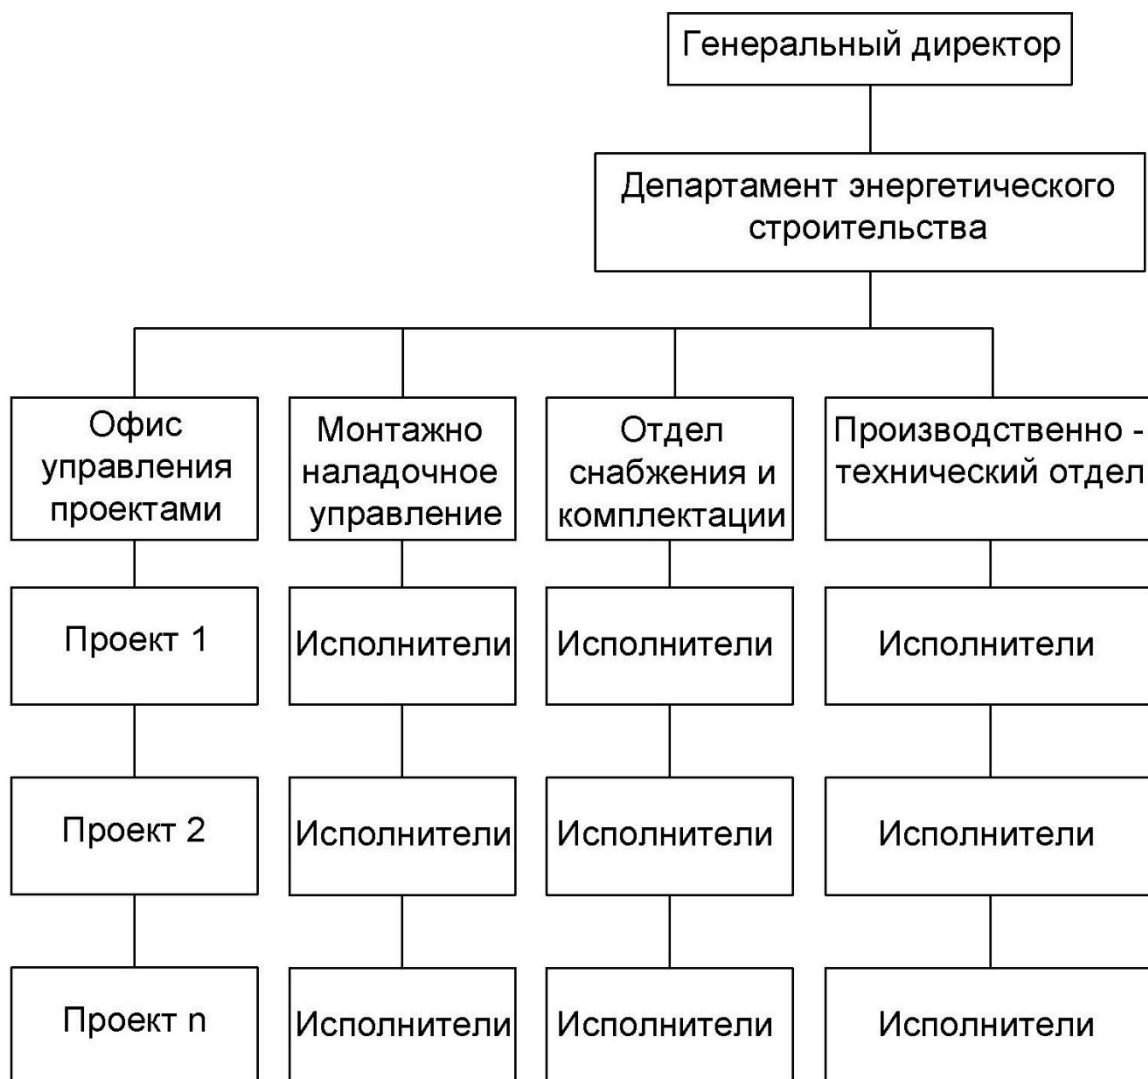 Генеральный директор
Департамент энергетического
строительства
Офис
управления
проектами
Монтажно
наладочное
управление
Отдел
снабжения и
комплектации
Производственно -
технический отдел
Проект 1
Исполнители
Исполнители
Исполнители
Проект 2
Исполнители
Исполнители
Исполнители
Проект n
Исполнители
Исполнители
Исполнители